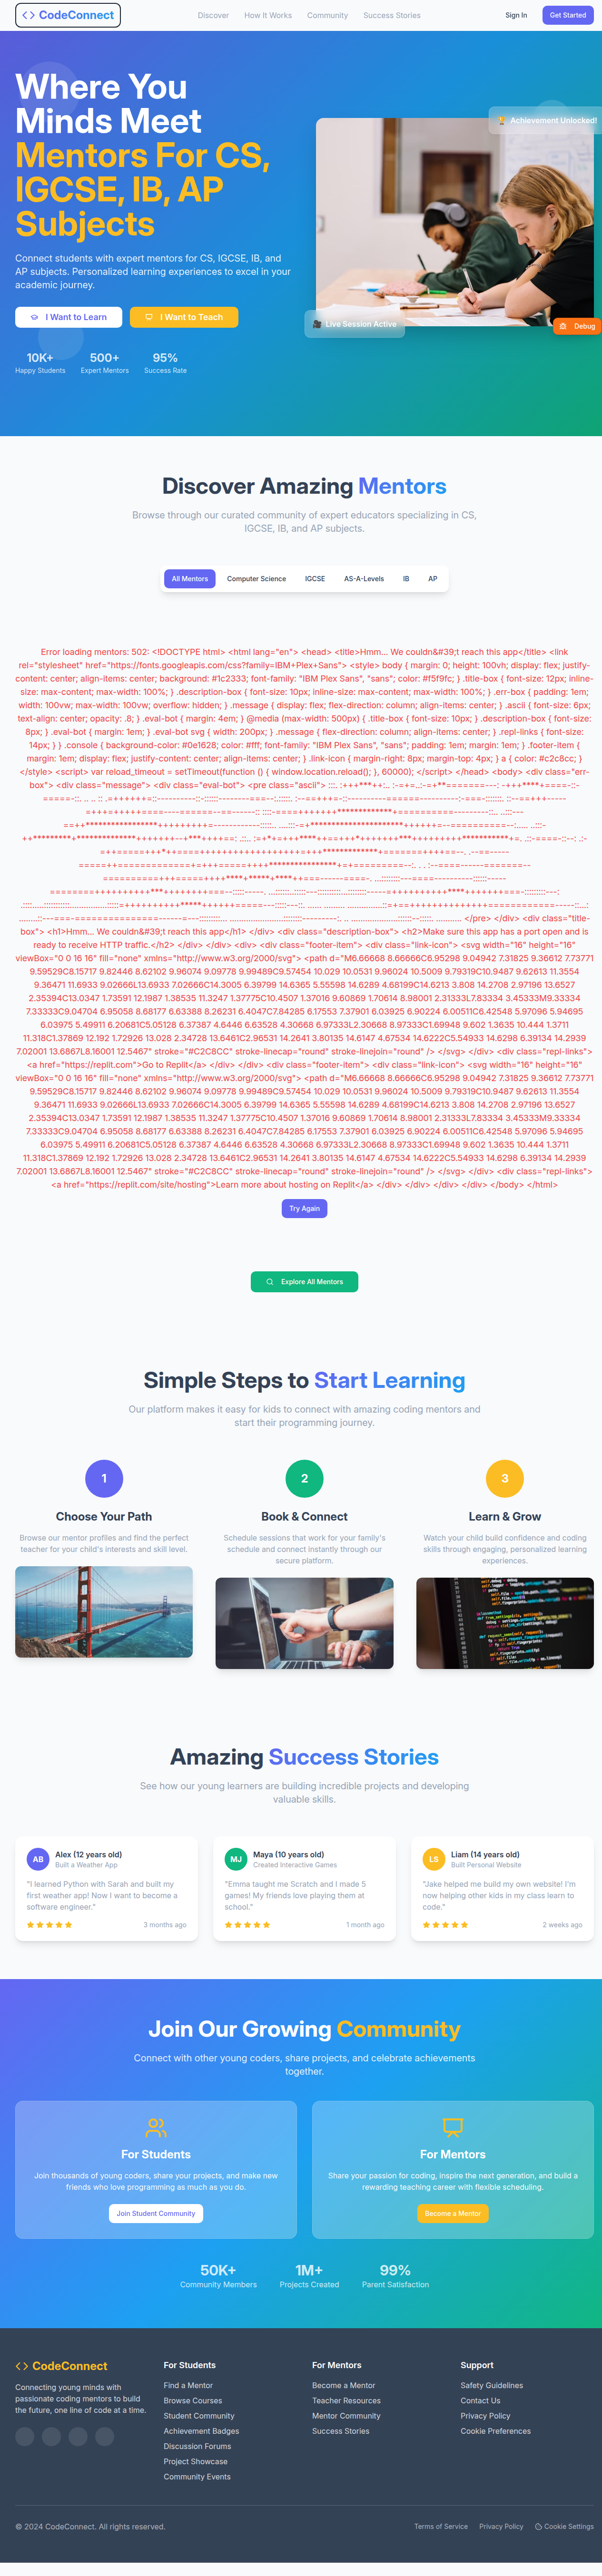 CodeConnect
Discover
How It Works
Community
Success Stories
Sign In
Get Started
Where You
Minds Meet
Mentors For CS,
IGCSE, IB, AP
Subjects
Connect students with expert mentors for CS, IGCSE, IB, and
AP subjects. Personalized learning experiences to excel in your
academic journey.
I Want to Learn
I Want to Teach
10K+
Happy Students
500+
Expert Mentors
95%
Success Rate
Achievement Unlocked!
Live Session Active
Debug
Discover Amazing Mentors
Browse through our curated community of expert educators specializing in CS,
IGCSE, IB, and AP subjects.
All Mentors
Computer Science
IGCSE
AS-A-Levels
IB
AP
Error loading mentors: 502: <!DOCTYPE html> <html lang="en"> <head> <title>Hmm... We couldn&#39;t reach this app</title> <link
rel="stylesheet" href="https://fonts.googleapis.com/css?family=IBM+Plex+Sans"> <style> body { margin: 0; height: 100vh; display: flex; justify-
content: center; align-items: center; background: #1c2333; font-family: "IBM Plex Sans", "sans"; color: #f5f9fc; } .title-box { font-size: 12px; inline-
size: max-content; max-width: 100%; } .description-box { font-size: 10px; inline-size: max-content; max-width: 100%; } .err-box { padding: 1em;
width: 100vw; max-width: 100vw; overflow: hidden; } .message { display: flex; flex-direction: column; align-items: center; } .ascii { font-size: 6px;
text-align: center; opacity: .8; } .eval-bot { margin: 4em; } @media (max-width: 500px) { .title-box { font-size: 10px; } .description-box { font-size:
8px; } .eval-bot { margin: 1em; } .eval-bot svg { width: 200px; } .message { flex-direction: column; align-items: center; } .repl-links { font-size:
14px; } } .console { background-color: #0e1628; color: #fff; font-family: "IBM Plex Sans", "sans"; padding: 1em; margin: 1em; } .footer-item {
margin: 1em; display: flex; justify-content: center; align-items: center; } .link-icon { margin-right: 8px; margin-top: 4px; } a { color: #c2c8cc; }
</style> <script> var reload_timeout = setTimeout(function () { window.location.reload(); }, 60000); </script> </head> <body> <div class="err-
box"> <div class="message"> <div class="eval-bot"> <pre class="ascii">
</pre> </div> <div class="title-
box"> <h1>Hmm... We couldn&#39;t reach this app</h1> </div> <div class="description-box"> <h2>Make sure this app has a port open and is
ready to receive HTTP traffic.</h2> </div> </div> <div> <div class="footer-item"> <div class="link-icon"> <svg width="16" height="16"
viewBox="0 0 16 16" fill="none" xmlns="http://www.w3.org/2000/svg">
stroke="#C2C8CC" stroke-linecap="round" stroke-linejoin="round" /> </svg> </div> <div class="repl-links">
<a href="https://replit.com">Go to Replit</a> </div> </div> <div class="footer-item"> <div class="link-icon"> <svg width="16" height="16"
viewBox="0 0 16 16" fill="none" xmlns="http://www.w3.org/2000/svg">
stroke="#C2C8CC" stroke-linecap="round" stroke-linejoin="round" /> </svg> </div> <div class="repl-links">
<a href="https://replit.com/site/hosting">Learn more about hosting on Replit</a> </div> </div> </div> </div> </body> </html>
Try Again
Explore All Mentors
Simple Steps to Start Learning
Our platform makes it easy for kids to connect with amazing coding mentors and
start their programming journey.
1
Choose Your Path
Browse our mentor profiles and find the perfect
teacher for your child's interests and skill level.
2
Book & Connect
Schedule sessions that work for your family's
schedule and connect instantly through our
secure platform.
3
Learn & Grow
Watch your child build confidence and coding
skills through engaging, personalized learning
experiences.
Amazing Success Stories
See how our young learners are building incredible projects and developing
valuable skills.
AB
Alex (12 years old)
Built a Weather App
"I learned Python with Sarah and built my
first weather app! Now I want to become a
software engineer."
3 months ago
MJ
Maya (10 years old)
Created Interactive Games
"Emma taught me Scratch and I made 5
games! My friends love playing them at
school."
1 month ago
LS
Liam (14 years old)
Built Personal Website
"Jake helped me build my own website! I'm
now helping other kids in my class learn to
code."
2 weeks ago
Join Our Growing Community
Connect with other young coders, share projects, and celebrate achievements
together.
For Students
Join thousands of young coders, share your projects, and make new
friends who love programming as much as you do.
Join Student Community
For Mentors
Share your passion for coding, inspire the next generation, and build a
rewarding teaching career with flexible scheduling.
Become a Mentor
50K+
Community Members
1M+
Projects Created
99%
Parent Satisfaction
CodeConnect
Connecting young minds with
passionate coding mentors to build
the future, one line of code at a time.
For Students
Find a Mentor
Browse Courses
Student Community
Achievement Badges
Discussion Forums
Project Showcase
Community Events
For Mentors
Become a Mentor
Teacher Resources
Mentor Community
Success Stories
Support
Safety Guidelines
Contact Us
Privacy Policy
Cookie Preferences
© 2024 CodeConnect. All rights reserved.
Terms of Service
Privacy Policy
Cookie Settings